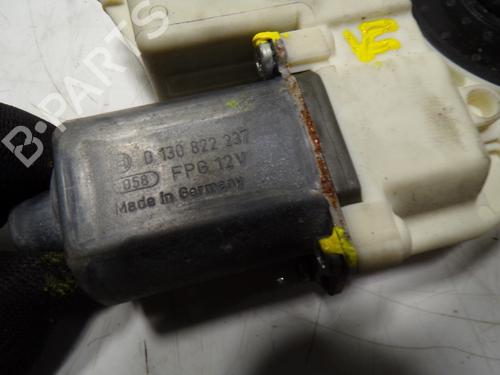 0 130 822 237
058 FPG 12V
Made in Germany
B-PARTS